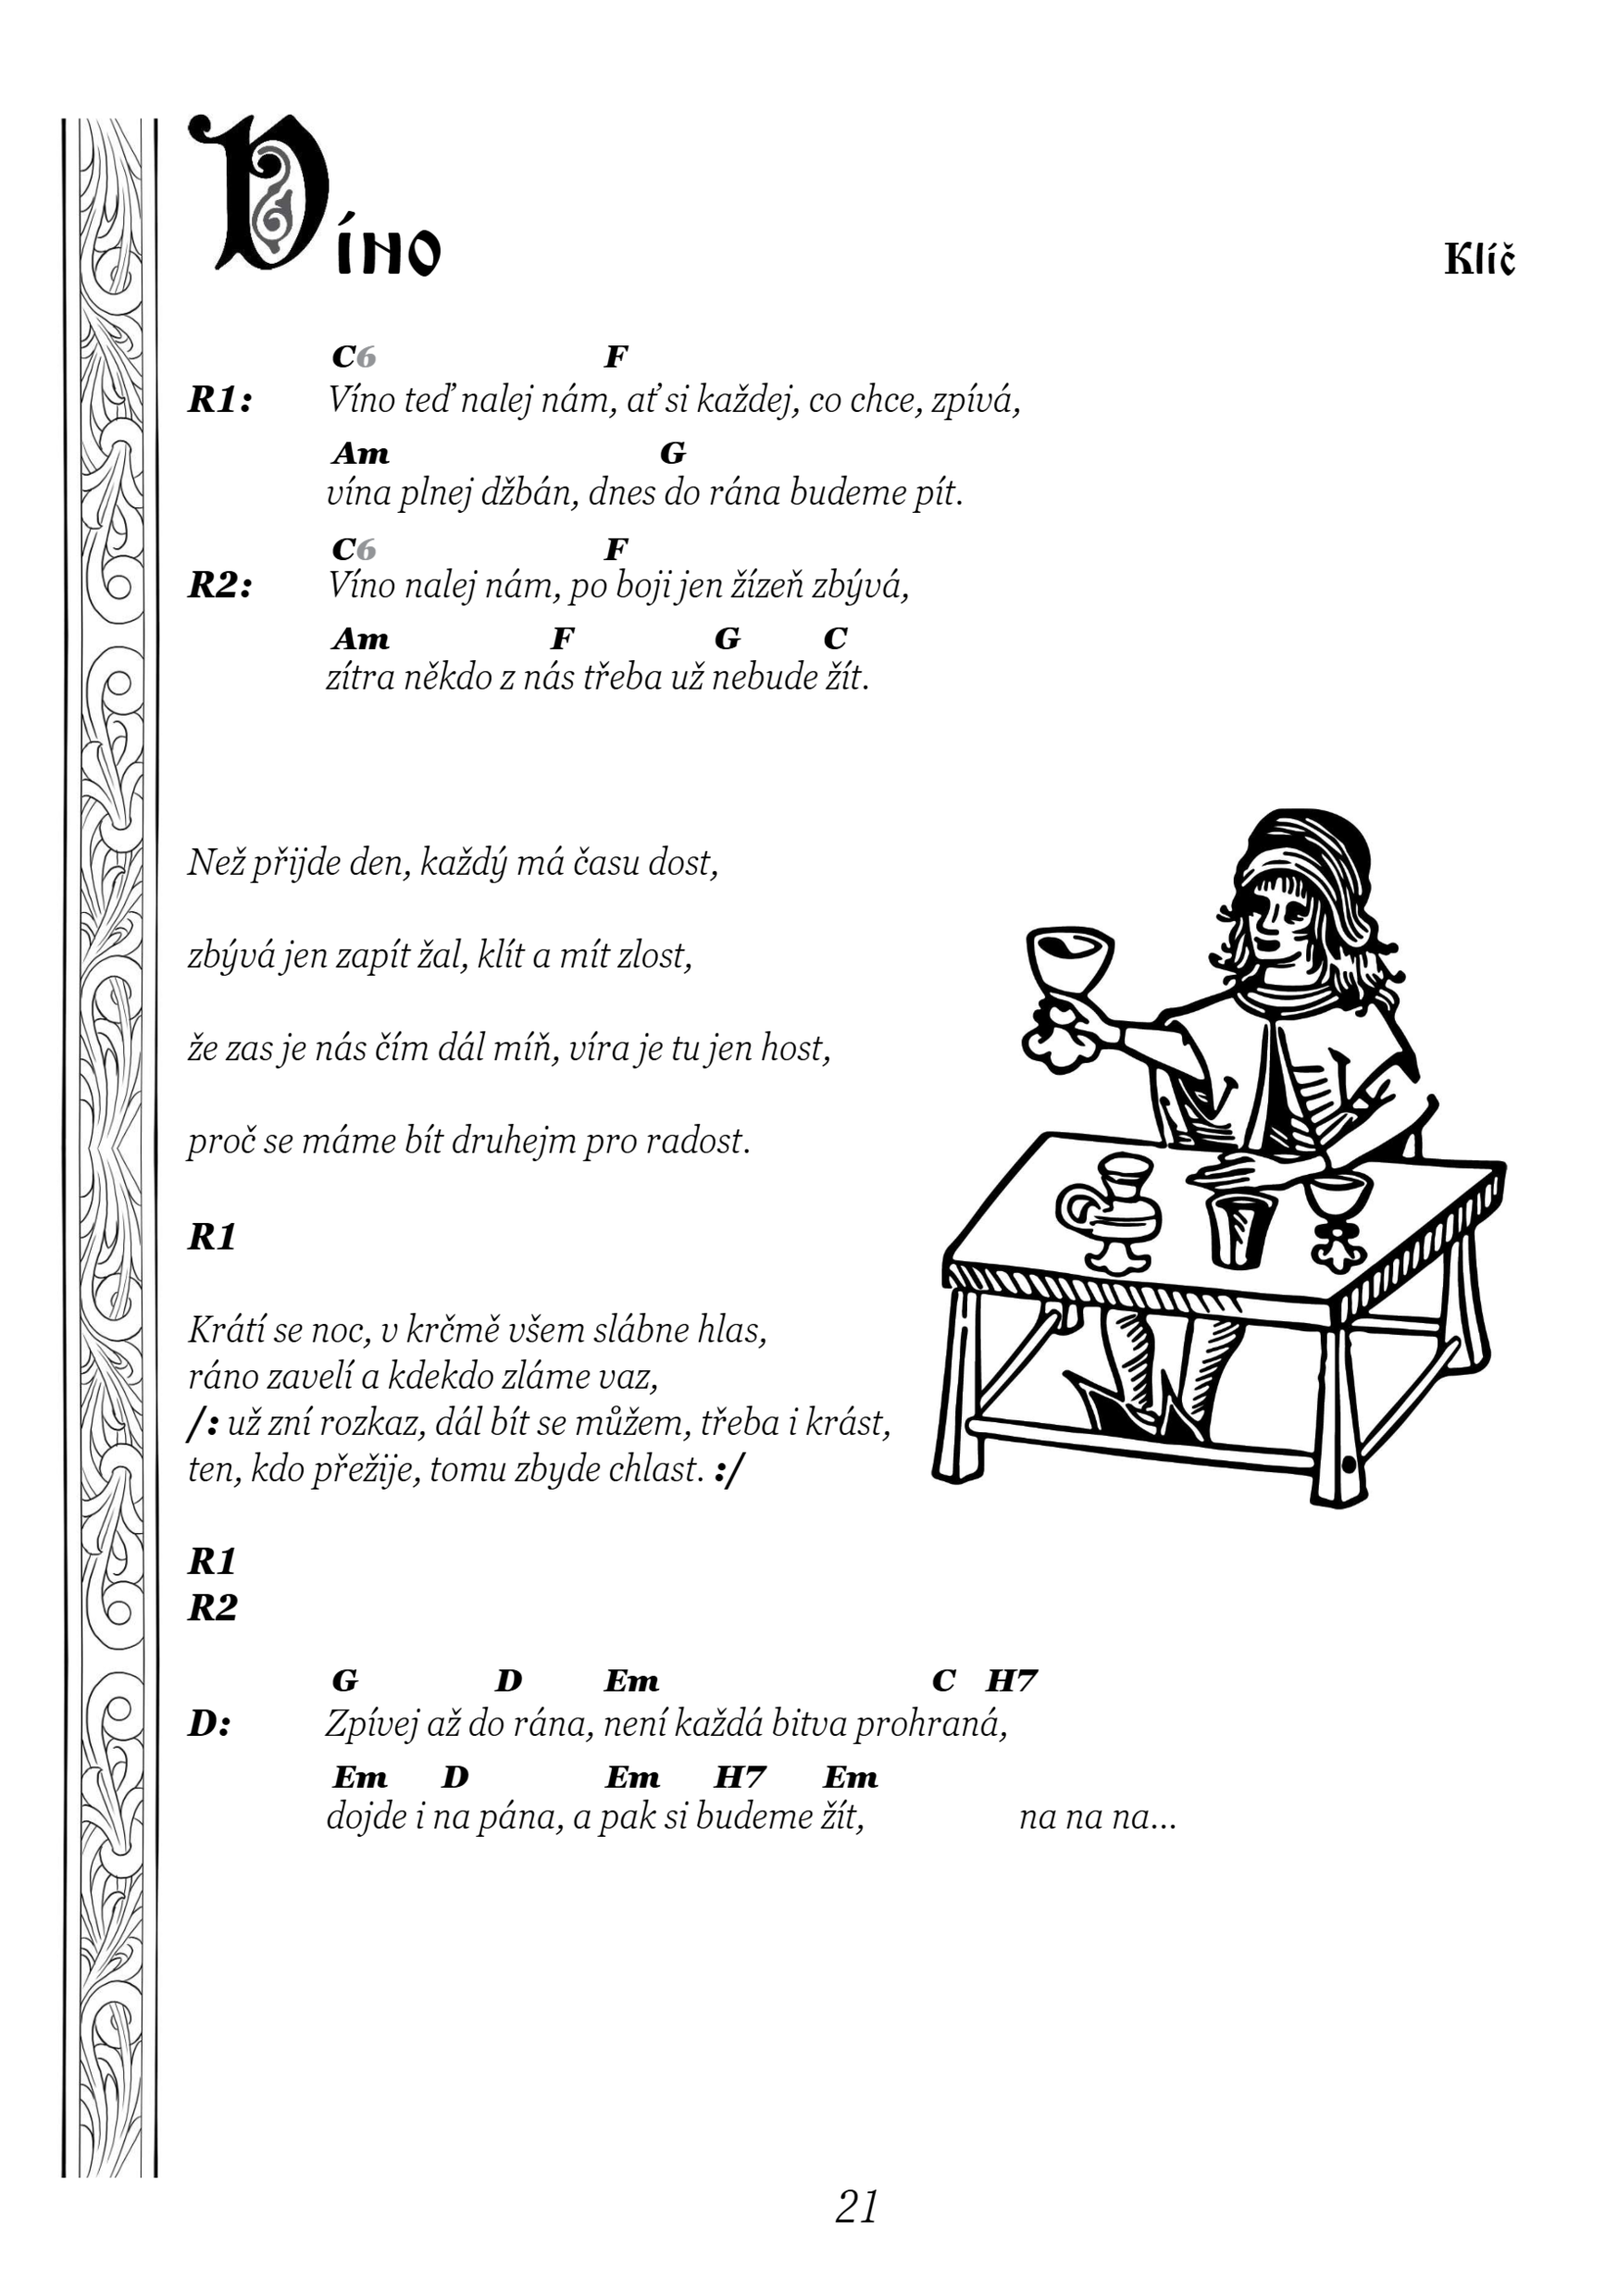 Víno
Klíč
C6 F
R1: Víno teď nalej nám, ať si každej, co chce, zpívá,
Am G
vína plnej džbán, dnes do rána budeme pít.
C6 F
R2: Víno nalej nám, po boji jen žízeň zbývá,
Am F G C
zítra někdo z nás třeba už nebude žít.
Než přijde den, každý má času dost,
zbývá jen zapít žal, klít a mít zlost,
že zas je nás čím dál míň, víra je tu jen host,
proč se máme bít druhejm pro radost.
R1
Krátí se noc, v krčmě všem slábne hlas,
ráno zavelí a kdekdo zláme vaz,
/: už zní rozkaz, dál bít se můžem, třeba i krást,
ten, kdo přežije, tomu zbyde chlast. :/
R1
R2
G D Em C H7
D: Zpívej až do rána, není každá bitva prohraná,
Em D Em H7 Em
dojde i na pána, a pak si budeme žít, na na na...
21